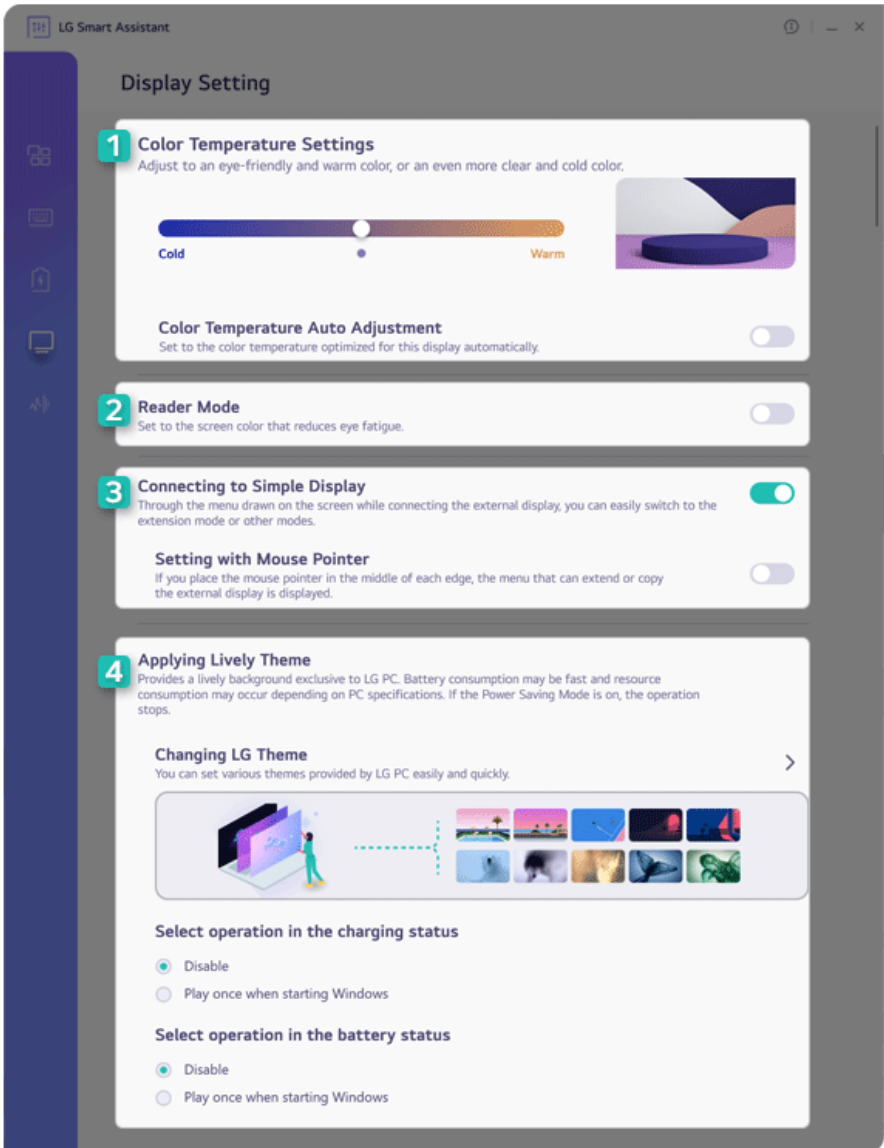 LG Smart Assistant
Display Setting
1
Color Temperature Settings
Adjust to an eye-friendly and warm color, or an even more clear and cold color.
Cold
Warm
Color Temperature Auto Adjustment
Set to the color temperature optimized for this display automatically.
2
Reader Mode
Set to the screen color that reduces eye fatigue.
3
Connecting to Simple Display
Through the menu drawn on the screen while connecting the external display, you can easily switch to the
extension mode or other modes.
Setting with Mouse Pointer
If you place the mouse pointer in the middle of each edge, the menu that can extend or copy
the external display is displayed.
4
Applying Lively Theme
Provides a lively background exclusive to LG PC. Battery consumption may be fast and resource
consumption may occur depending on PC specifications. If the Power Saving Mode is on, the operation
stops.
Changing LG Theme
You can set various themes provided by LG PC easily and quickly.
Select operation in the charging status
Disable
Play once when starting Windows
Select operation in the battery status
Disable
Play once when starting Windows